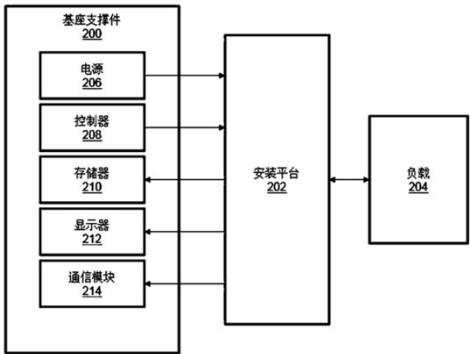 基座支撑件
200
电源
206
控制器
208
存储器
210
显示器
212
通信模块
214
安装平台
202
负载
204